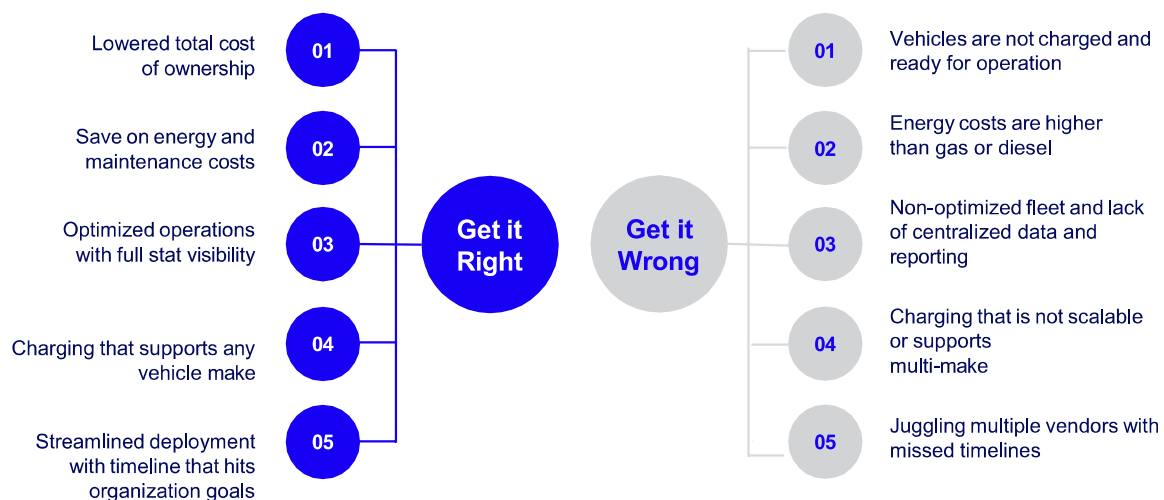 Lowered total cost
of ownership
01
Save on energy and
maintenance costs
02
Optimized operations
with full stat visibility
03
Charging that supports any
vehicle make
04
Streamlined deployment
with timeline that hits
organization goals
05
Get it
Right
Get it
Wrong
01
Vehicles are not charged and
ready for operation
02
Energy costs are higher
than gas or diesel
03
Non-optimized fleet and lack
of centralized data and
reporting
04
Charging that is not scalable
or supports
multi-make
05
Juggling multiple vendors with
missed timelines